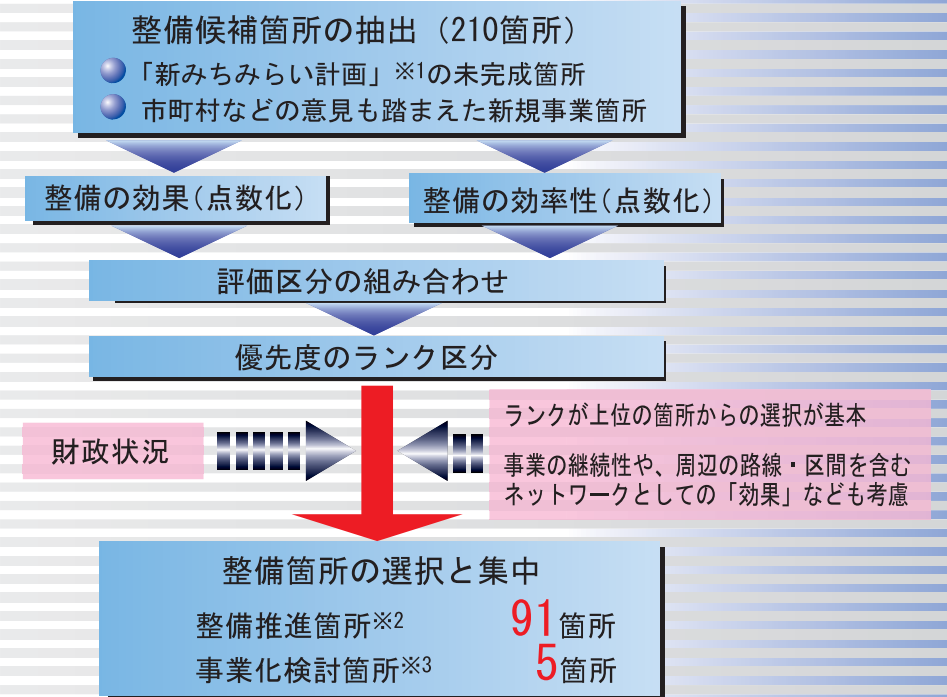 整備候補箇所の抽出（210箇所）
「新みちみらい計画」※1の未完成箇所
市町村などの意見も踏まえた新規事業箇所
整備の効果(点数化)
整備の効率性(点数化)
評価区分の組み合わせ
優先度のランク区分
財政状況
ランクが上位の箇所からの選択が基本
事業の継続性や、周辺の路線・区間を含む
ネットワークとしての「効果」なども考慮
整備箇所の選択と集中
整備推進箇所※2 91箇所
事業化検討箇所※3 5箇所